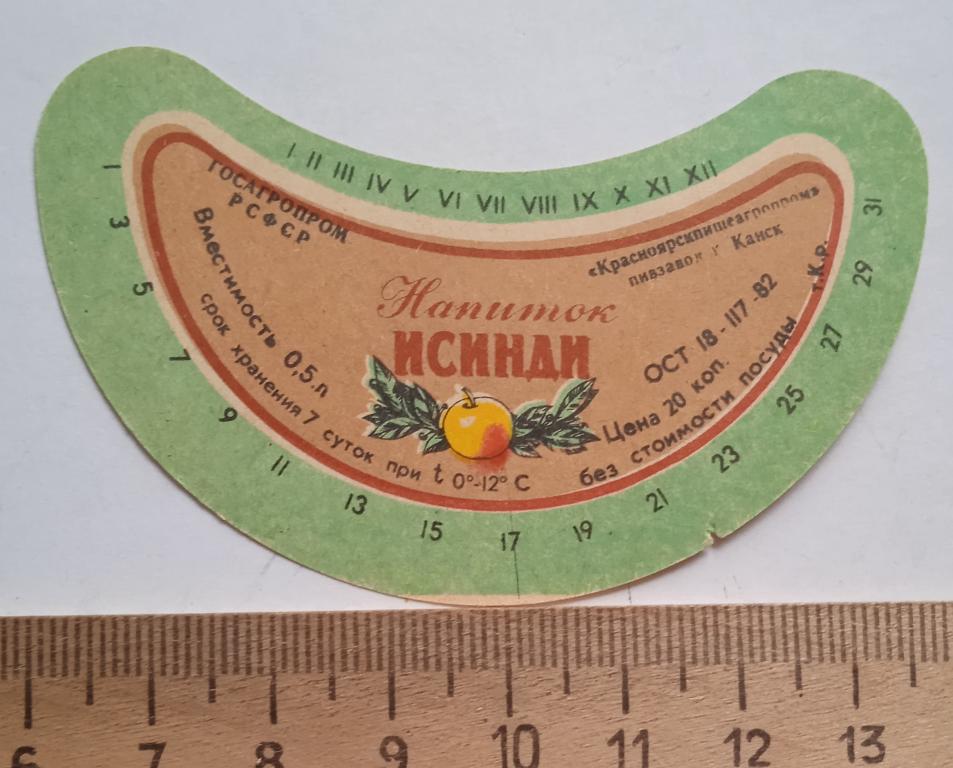 I II III IV V VI VII VIII IX X XI XII
ГОСАГРОПРОМ
РСФСР
«Красноярскпищеагропром»
пивзавод г Канск
Вместимость 0,5 л
срок хранения 7 суток при t 0°-12° С
Напиток
ИСИНДИ
ОСТ 18-117-82
Цена 20 коп.
без стоимости посуды
т.К.р.
1 3 5 7 9 11 13 15 17 19 21 23 25 27 29 31
6 7 8 9 10 11 12 13